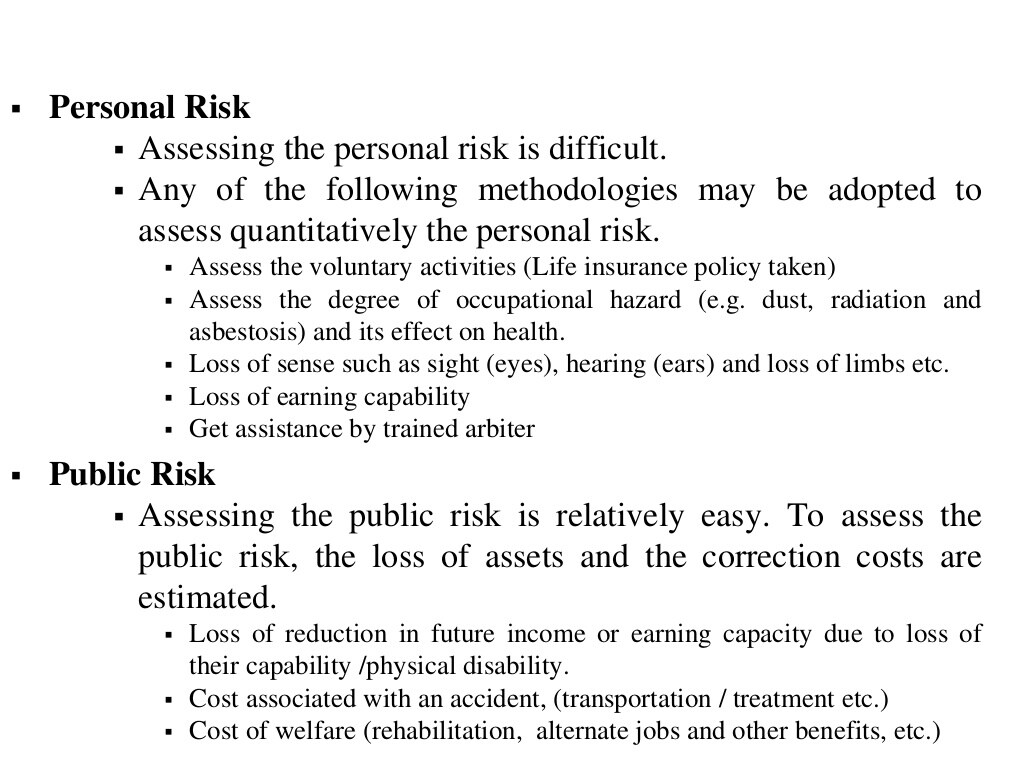 ▪ Personal Risk
▪ Assessing the personal risk is difficult.
▪ Any of the following methodologies may be adopted to
assess quantitatively the personal risk.
▪ Assess the voluntary activities (Life insurance policy taken)
▪ Assess the degree of occupational hazard (e.g. dust, radiation and
asbestosis) and its effect on health.
▪ Loss of sense such as sight (eyes), hearing (ears) and loss of limbs etc.
▪ Loss of earning capability
▪ Get assistance by trained arbiter
▪ Public Risk
▪ Assessing the public risk is relatively easy. To assess the
public risk, the loss of assets and the correction costs are
estimated.
▪ Loss of reduction in future income or earning capacity due to loss of
their capability /physical disability.
▪ Cost associated with an accident, (transportation / treatment etc.)
▪ Cost of welfare (rehabilitation, alternate jobs and other benefits, etc.)